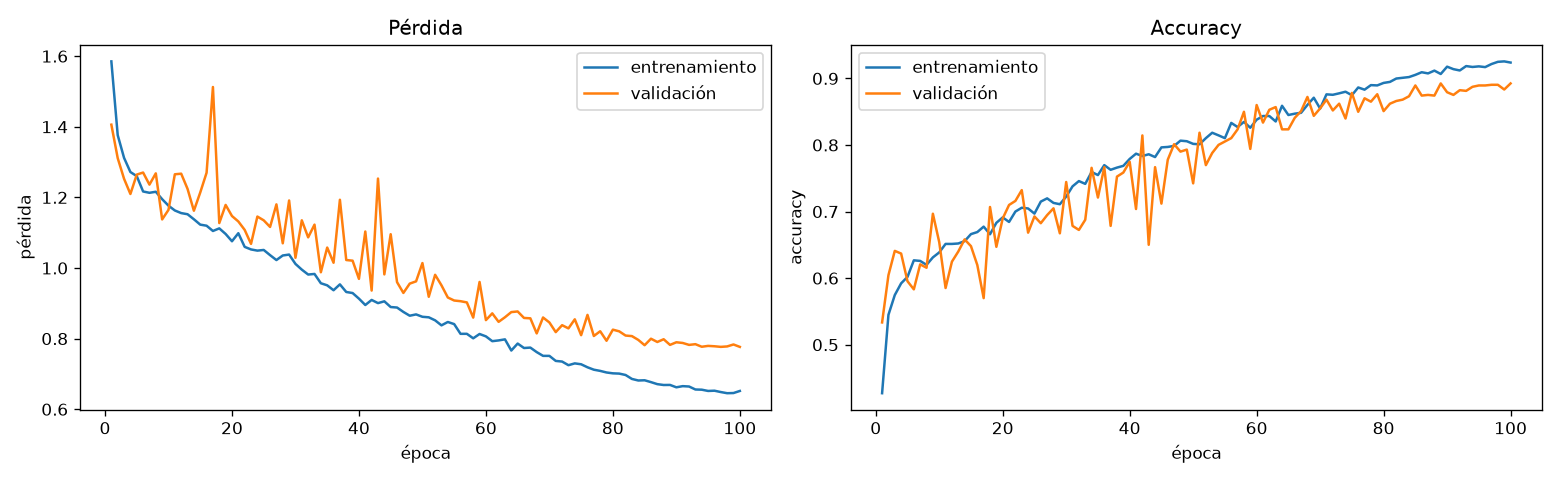 Pérdida
1.6
1.4
1.2
1.0
0.8
0.6
pérdida
0
20
40
60
80
100
época
entrenamiento
validación
Accuracy
0.9
0.8
0.7
0.6
0.5
accuracy
0
20
40
60
80
100
época
entrenamiento
validación